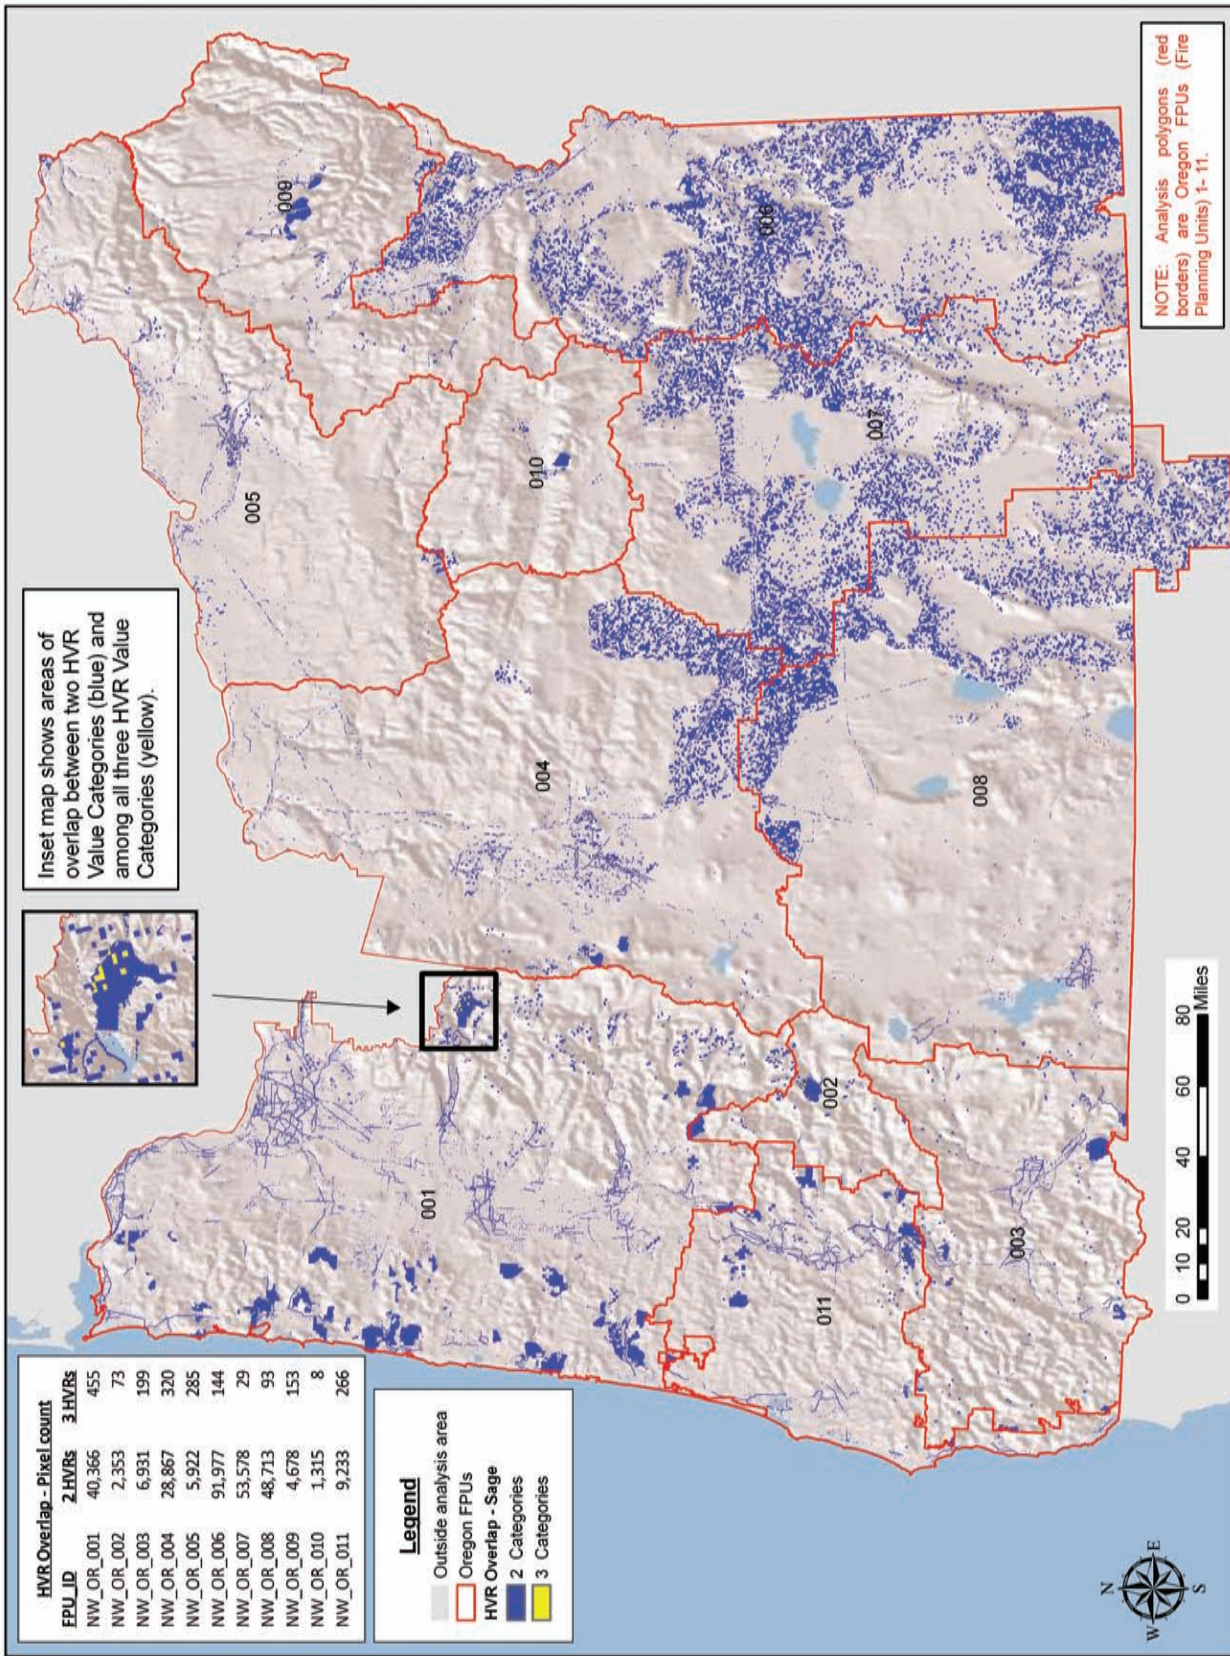 HVR Overlap - Pixel count
FPU_ID 2 HVRs 3 HVRs
NW_OR_001 40,366 455
NW_OR_002 2,353 73
NW_OR_003 6,931 199
NW_OR_004 28,867 320
NW_OR_005 5,922 285
NW_OR_006 91,977 144
NW_OR_007 53,578 29
NW_OR_008 48,713 93
NW_OR_009 4,678 153
NW_OR_010 1,315 8
NW_OR_011 9,233 266
Legend
Outside analysis area
Oregon FPUs
HVR Overlap - Sage
2 Categories
3 Categories
Inset map shows areas of
overlap between two HVR
Value Categories (blue) and
among all three HVR Value
Categories (yellow).
001
002
003
004
005
006
007
008
009
010
011
N
W
E
S
0 10 20 40 60 80
Miles
NOTE: Analysis polygons (red
borders) are Oregon FPUs (Fire
Planning Units) 1- 11.